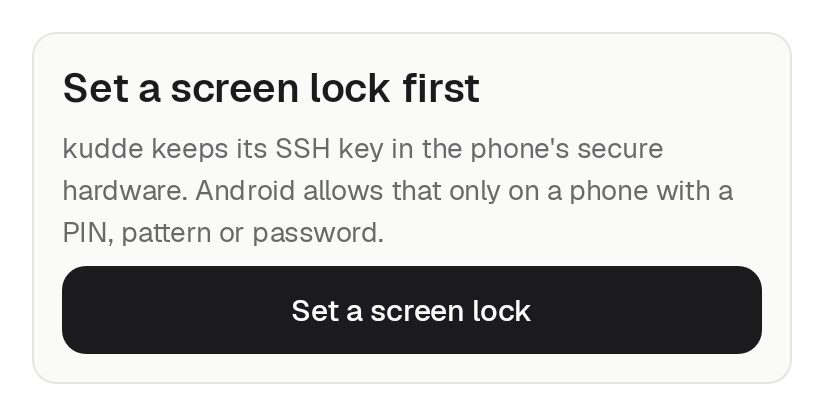 Set a screen lock first
kudde keeps its SSH key in the phone's secure
hardware. Android allows that only on a phone with a
PIN, pattern or password.
Set a screen lock